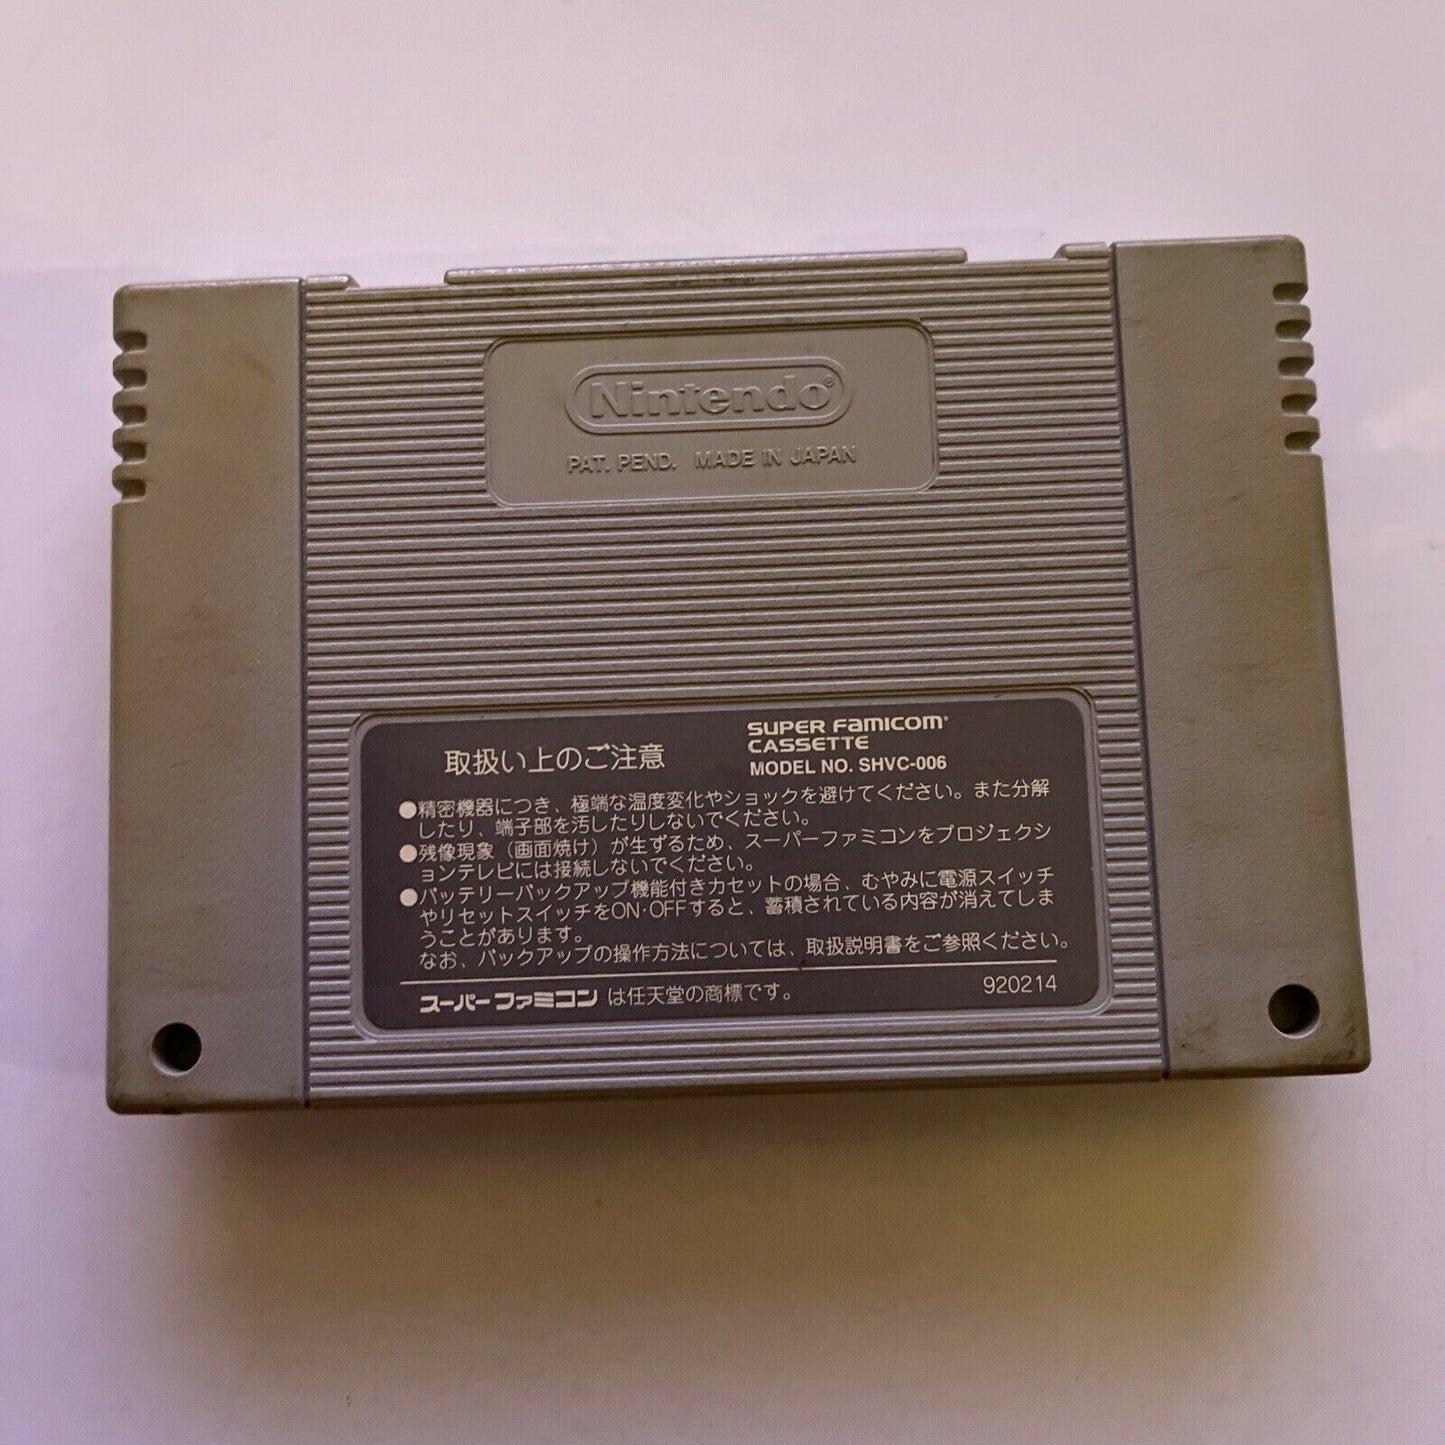 Nintendo®
PAT. PEND. MADE IN JAPAN
取扱い上のご注意
SUPER FAMICOM®
CASSETTE
MODEL NO. SHVC-006
●精密機器につき、極端な温度変化やショックを避けてください。また分解
したり、端子部を汚したりしないでください。
●残像現象（画面焼け）が生ずるため、スーパーファミコンをプロジェクシ
ョンテレビには接続しないでください。
●バッテリーバックアップ機能付きカセットの場合、むやみに電源スイッチ
やリセットスイッチをON・OFFすると、蓄積されている内容が消えてしま
うことがあります。
なお、バックアップの操作方法については、取扱説明書をご参照ください。
スーパーファミコンは任天堂の商標です。
920214